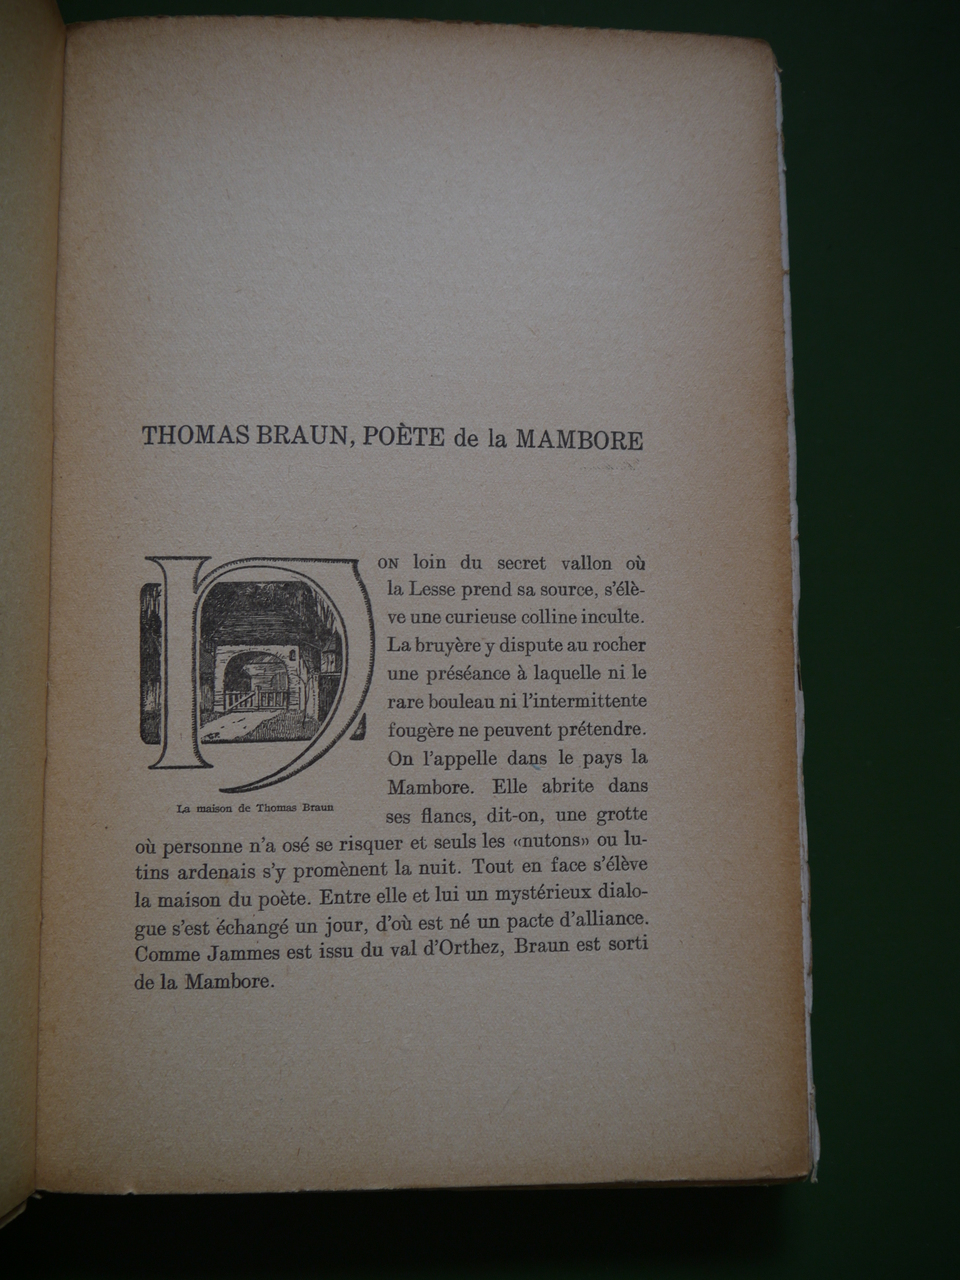 THOMAS BRAUN, POÈTE de la MAMBORE
NON loin du secret vallon où
la Lesse prend sa source, s'élè-
ve une curieuse colline inculte.
La bruyère y dispute au rocher
une préséance à laquelle ni le
rare bouleau ni l'intermittente
fougère ne peuvent prétendre.
On l'appelle dans le pays la
Mambore. Elle abrite dans
ses flancs, dit-on, une grotte
La maison de Thomas Braun
où personne n'a osé se risquer et seuls les «nutons» ou lu-
tins ardenais s'y promènent la nuit. Tout en face s'élève
la maison du poète. Entre elle et lui un mystérieux dialo-
gue s'est échangé un jour, d'où est né un pacte d'alliance.
Comme Jammes est issu du val d'Orthez, Braun est sorti
de la Mambore.